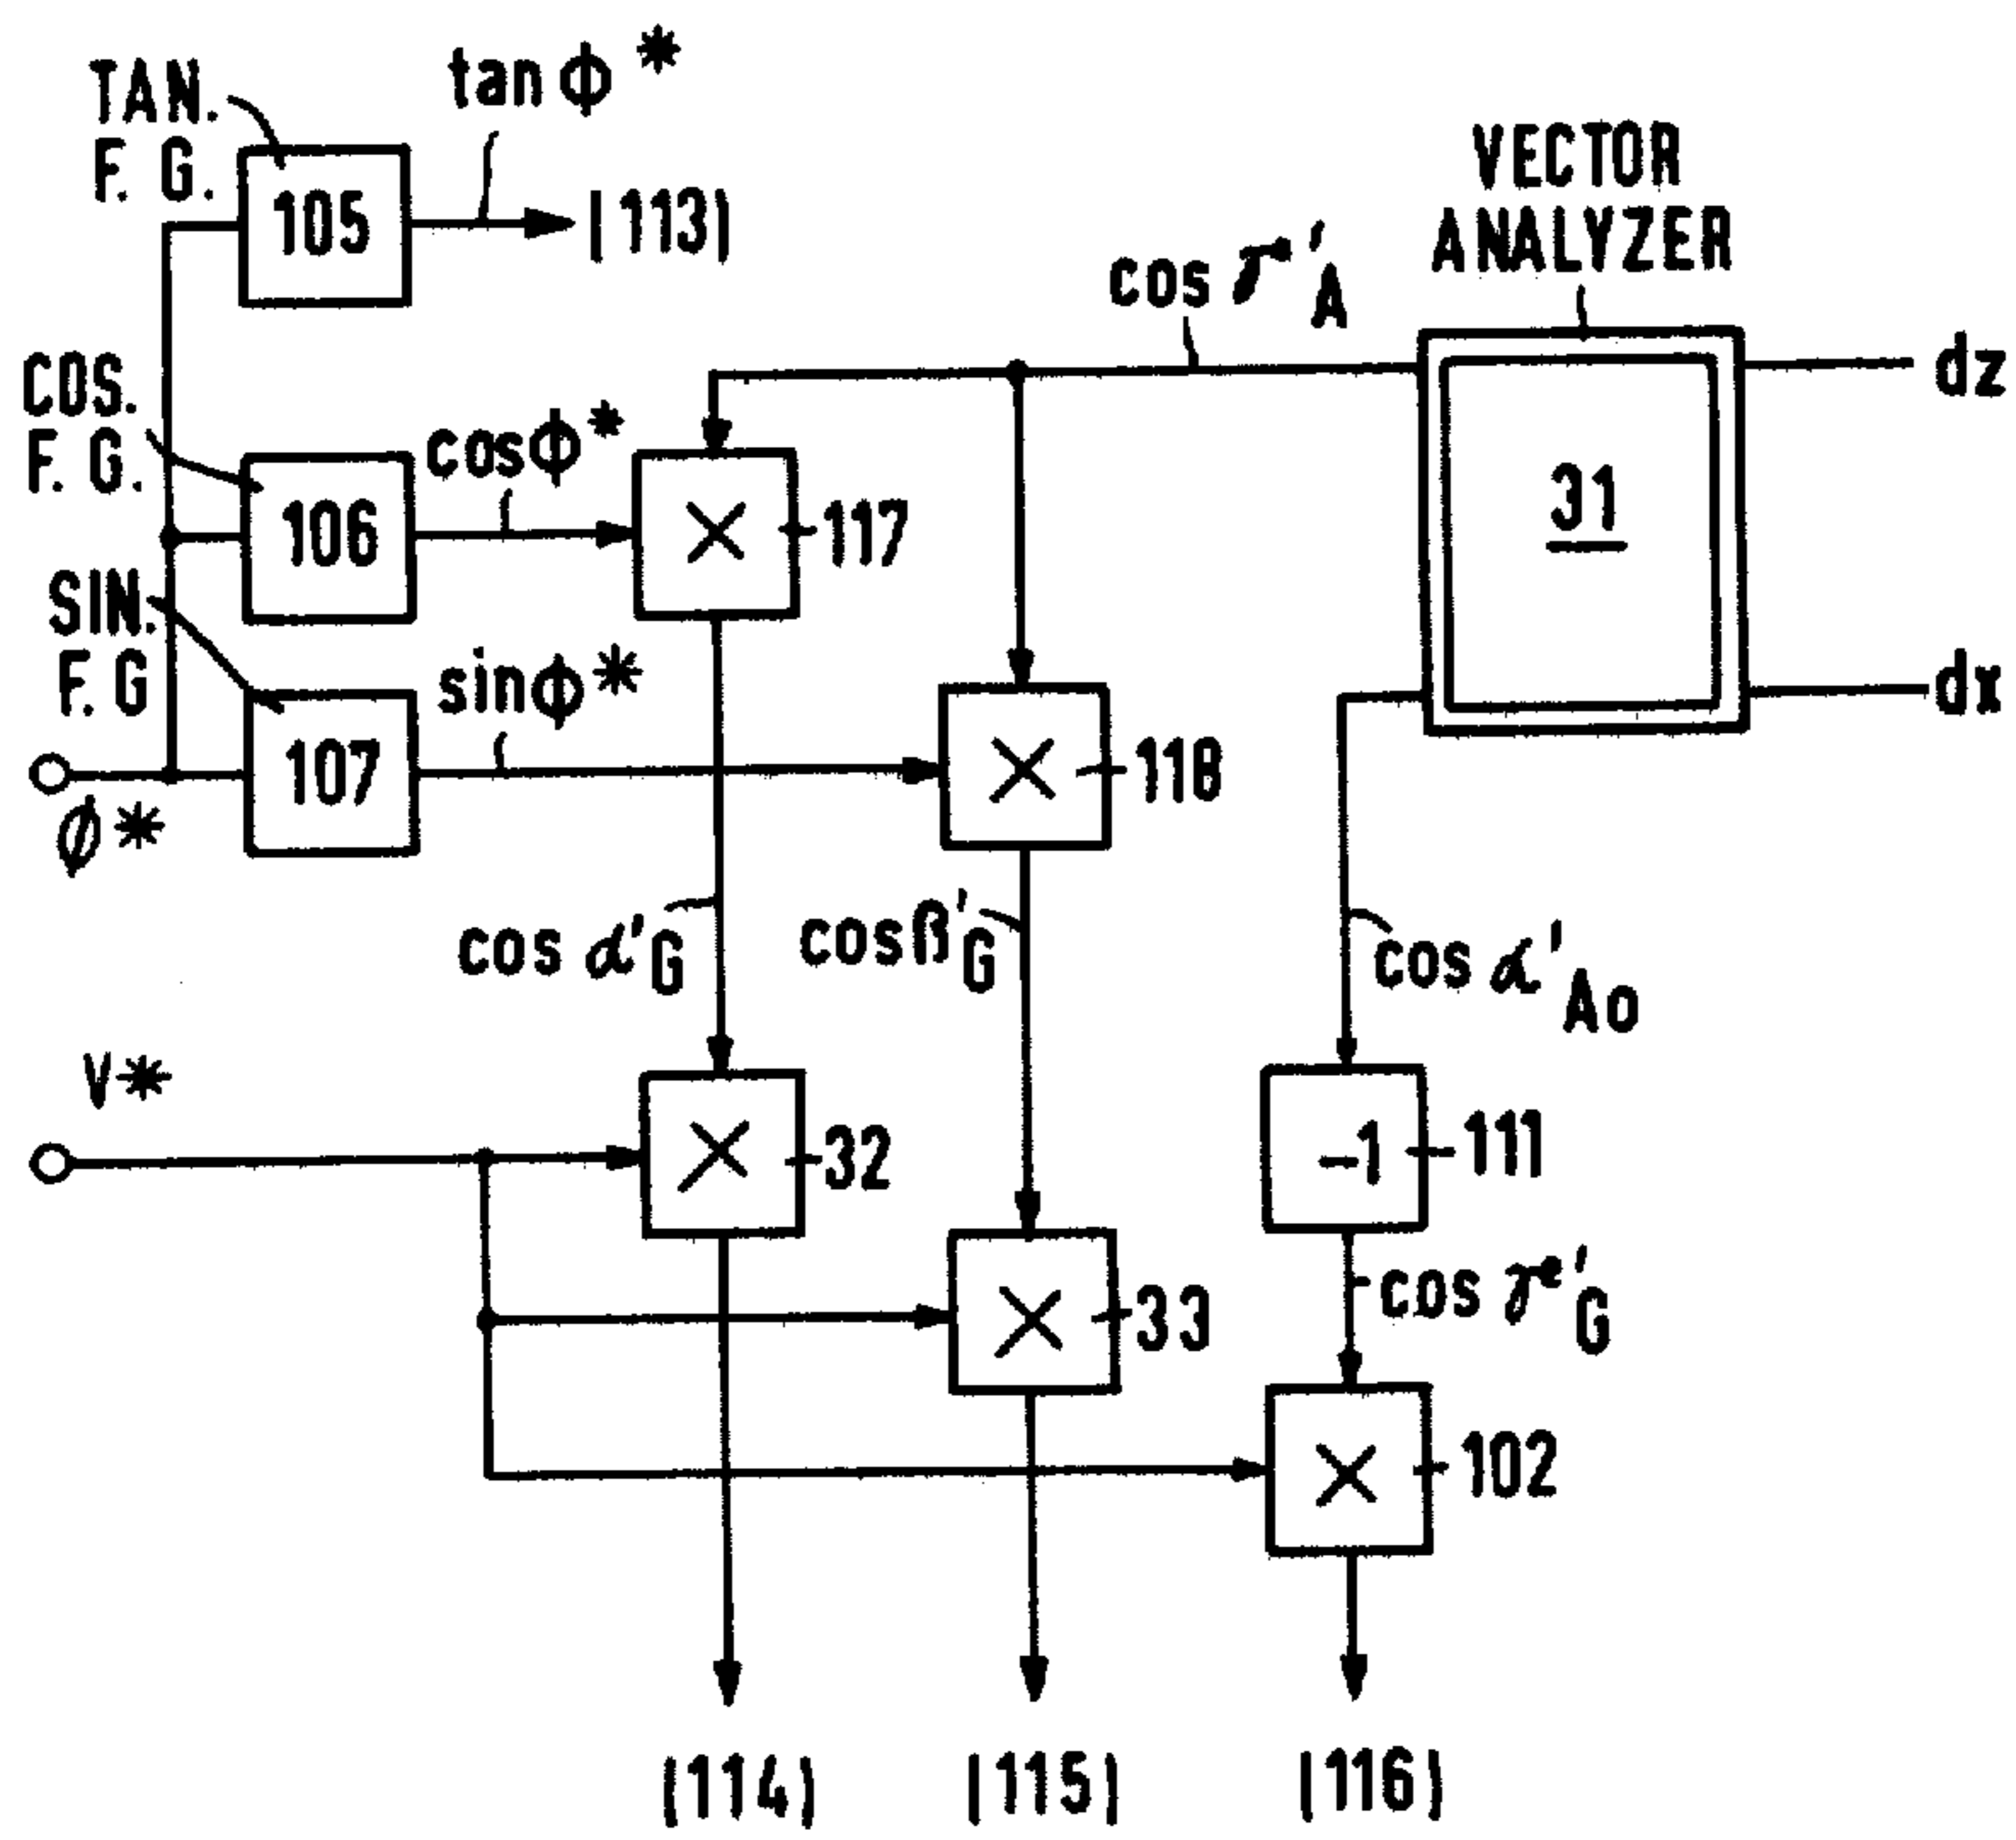 TAN.
F. G.
tan ϕ*
105
(113)
VECTOR
ANALYZER
cos γ'A
dz
COS.
F. G.
cosϕ*
106
×
117
31
SIN.
F. G
sinϕ*
dx
107
×
118
ϕ*
cos α'G
cosβ'G
cos α'Ao
V*
×
32
-1
111
×
33
cos γ'G
×
102
(114)
(115)
(116)